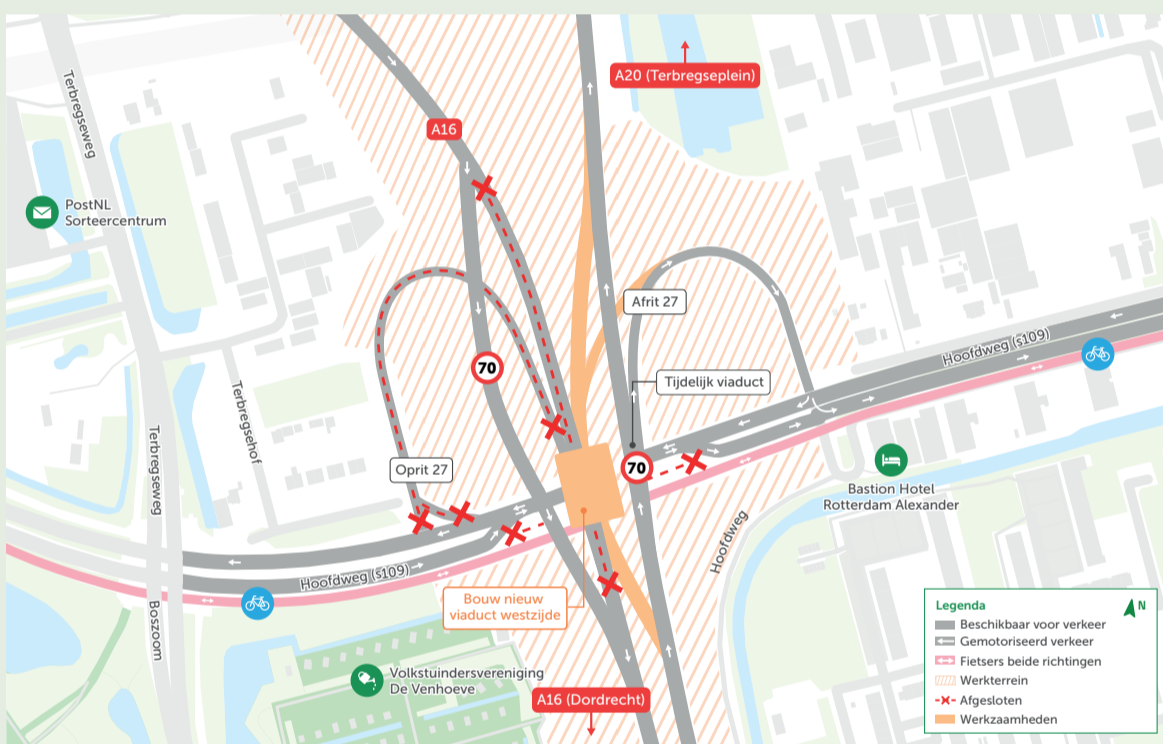 A20 (Terbregseplein)
Terbregseweg
A16
PostNL
Sorteercentrum
Afrit 27
Hoofdweg (s109)
70
Tijdelijk viaduct
Terbregsehof
Terbregseweg
Oprit 27
70
Bastion Hotel
Rotterdam Alexander
Hoofdweg
Hoofdweg (s109)
Bouw nieuw
viaduct westzijde
Boszoom
Volkstuindersvereniging
De Venhoeve
A16 (Dordrecht)
Legenda
N
Beschikbaar voor verkeer
Gemotoriseerd verkeer
Fietsers beide richtingen
Werkterrein
Afgesloten
Werkzaamheden